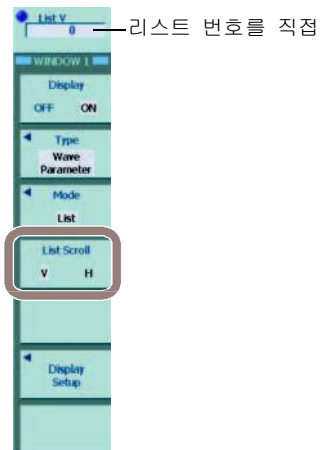 List V
0
리스트 번호를 직접
WINDOW 1
Display
OFF ON
Type
Wave
Parameter
Mode
List
List Scroll
V H
Display
Setup